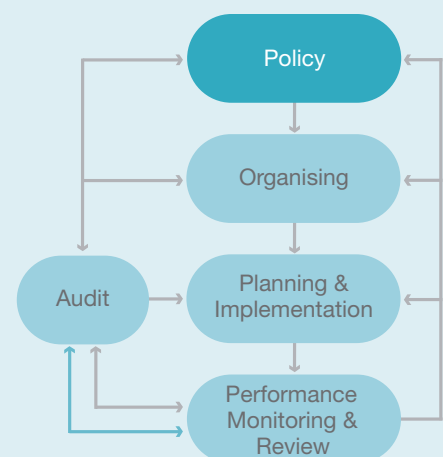 Policy
Organising
Audit
Planning &
Implementation
Performance
Monitoring &
Review